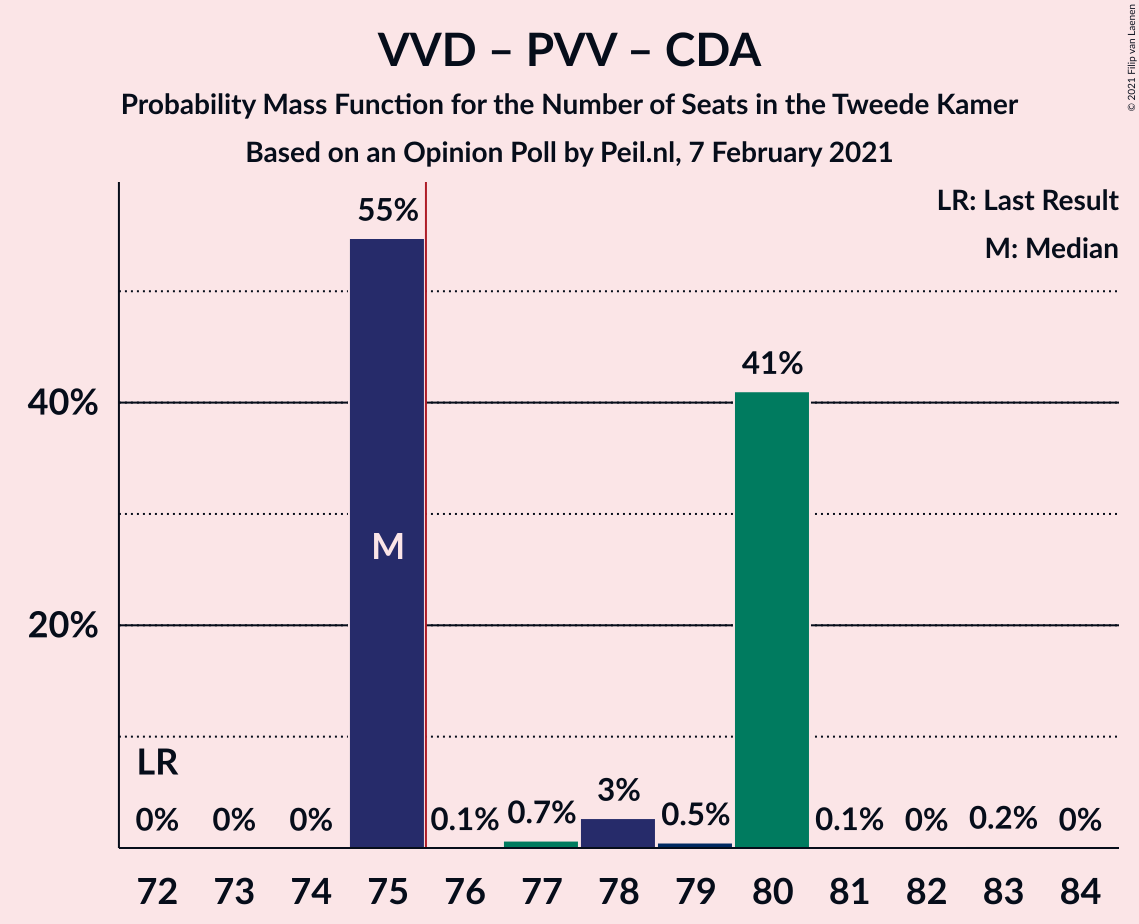 VVD – PVV – CDA
Probability Mass Function for the Number of Seats in the Tweede Kamer
Based on an Opinion Poll by Peil.nl, 7 February 2021
© 2021 Filip van Laenen
LR: Last Result
M: Median
55%
41%
40%
M
20%
LR
0% 0% 0% 0.1% 0.7% 3% 0.5% 0.1% 0% 0.2% 0%
72 73 74 75 76 77 78 79 80 81 82 83 84